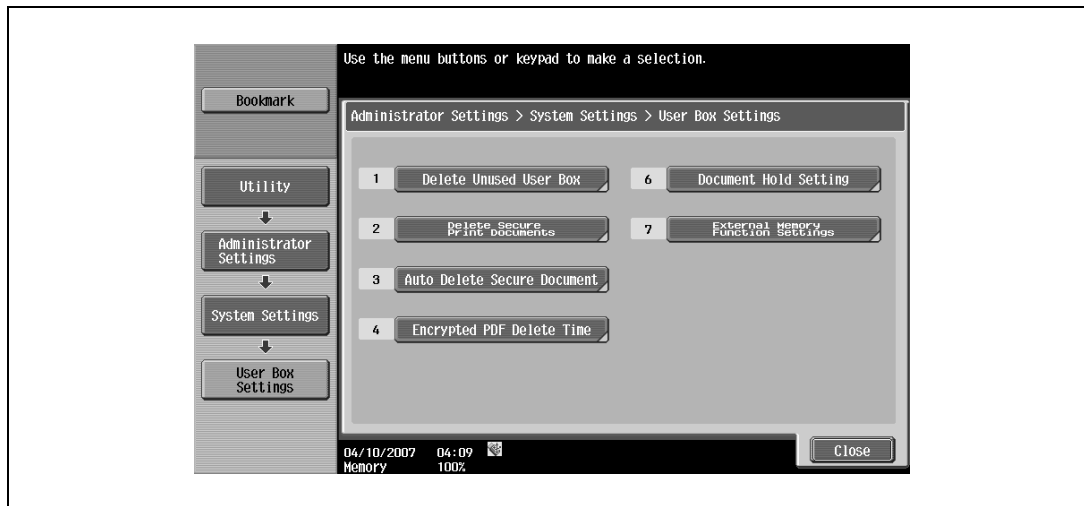 Use the menu buttons or keypad to make a selection.
Bookmark
Administrator Settings > System Settings > User Box Settings
Utility
Administrator
Settings
System Settings
User Box
Settings
1 Delete Unused User Box
2 Delete Secure
Print Documents
3 Auto Delete Secure Document
4 Encrypted PDF Delete Time
6 Document Hold Setting
7 External Memory
Function Settings
04/10/2007 04:09
Memory 100%
Close